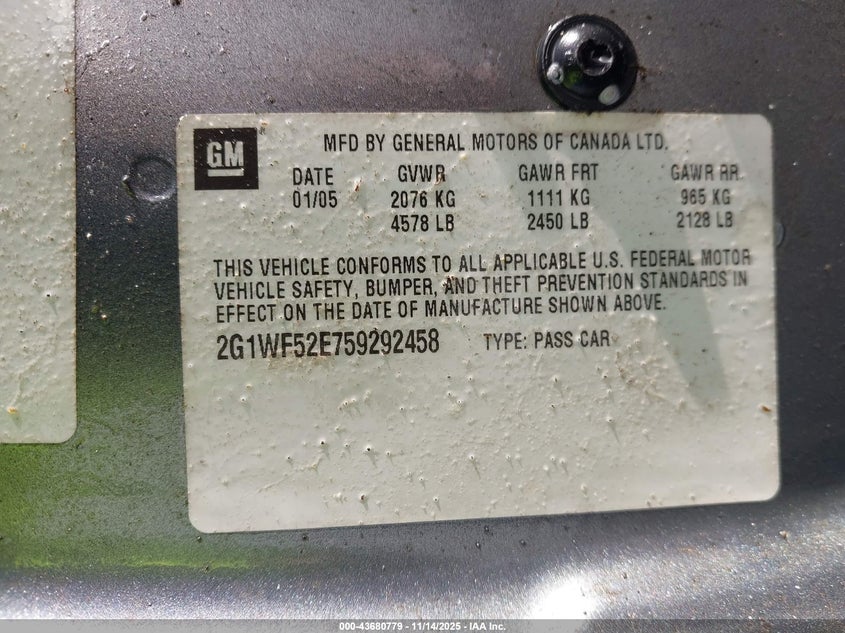 GM
MFD BY GENERAL MOTORS OF CANADA LTD.
DATE GVWR GAWR FRT GAWR RR
01/05 2076 KG 1111 KG 965 KG
4578 LB 2450 LB 2128 LB
THIS VEHICLE CONFORMS TO ALL APPLICABLE U.S. FEDERAL MOTOR
VEHICLE SAFETY, BUMPER, AND THEFT PREVENTION STANDARDS IN
EFFECT ON THE DATE OF MANUFACTURE SHOWN ABOVE.
2G1WF52E759292458 TYPE: PASS CAR
000-43680779 - 11/14/2025 - IAA Inc.